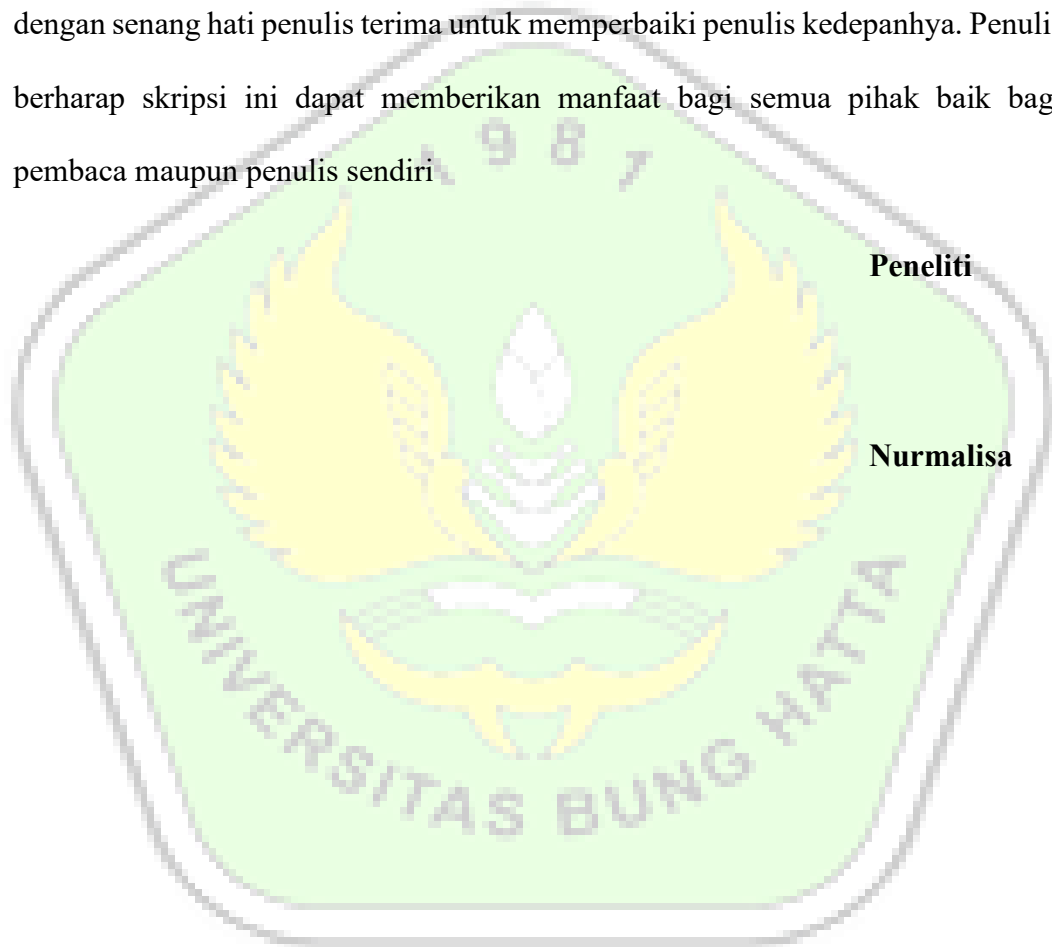 dengan senang hati penulis terima untuk memperbaiki penulis kedepanhya. Penuli
berharap skripsi ini dapat memberikan manfaat bagi semua pihak baik bag
pembaca maupun penulis sendiri
1981
Peneliti
Nurmalisa
UNIVERSITAS BUNG HATTA